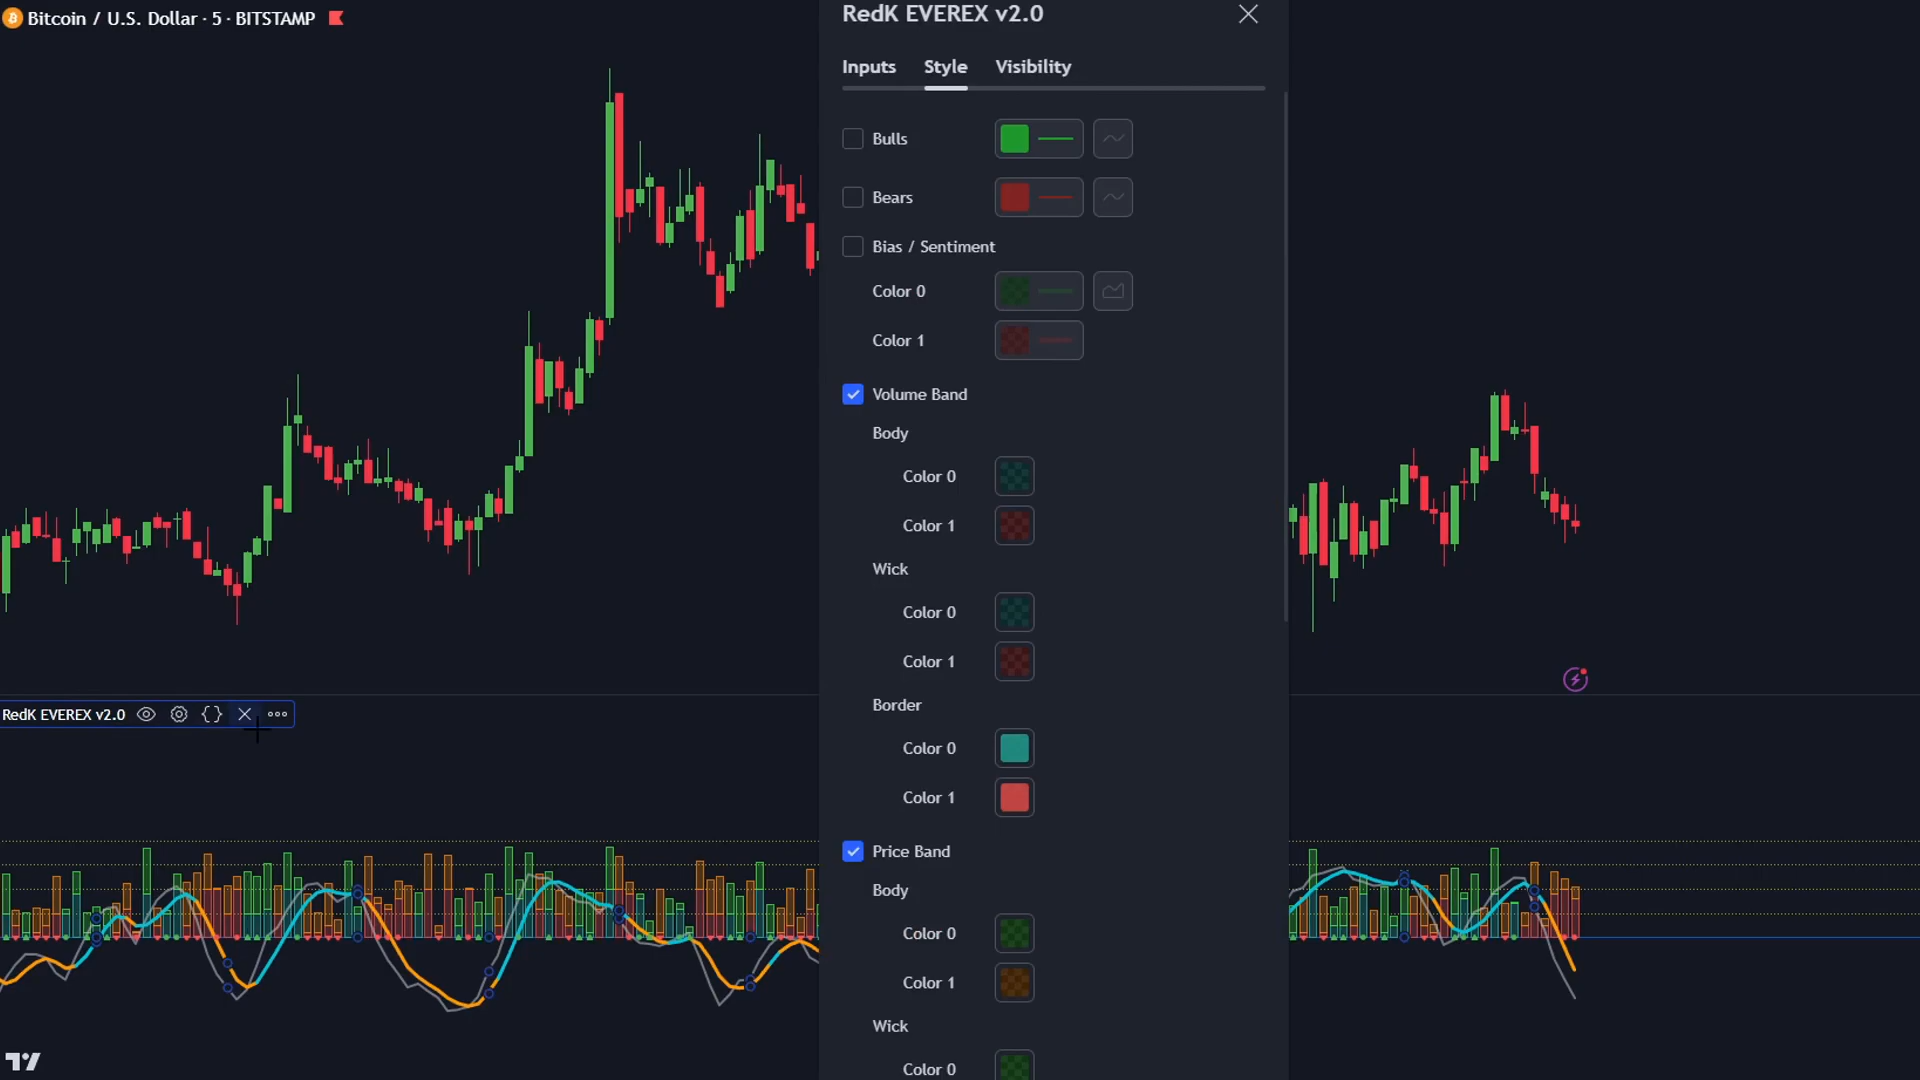 Bitcoin / U.S. Dollar · 5 · BITSTAMP
RedK EVEREX v2.0
Inputs Style Visibility
Bulls
Bears
Bias / Sentiment
Color 0
Color 1
Volume Band
Body
Color 0
Color 1
Wick
Color 0
Color 1
Border
Color 0
Color 1
Price Band
Body
Color 0
Color 1
Wick
Color 0
RedK EVEREX v2.0